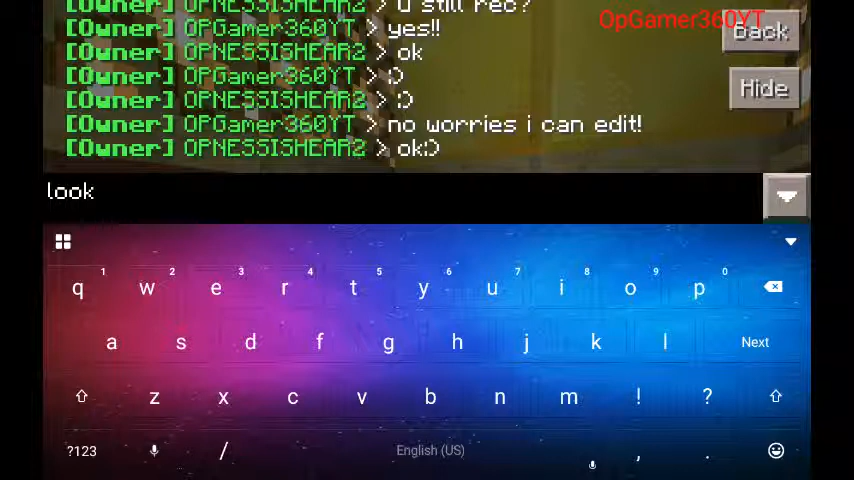 [Owner] OPNESSISHEAR2 > u still rec?
[Owner] OPGamer360YT > yes!!
[Owner] OPNESSISHEAR2 > ok
[Owner] OPGamer360YT > :D
[Owner] OPNESSISHEAR2 > :D
[Owner] OPGamer360YT > no worries i can edit!
[Owner] OPNESSISHEAR2 > ok:D
OpGamer360YT
Back
Hide
look
1 2 3 4 5 6 7 8 9 0
q w e r t y u i o p
a s d f g h j k l Next
z x c v b n m ! ?
?123 / English (US) , .